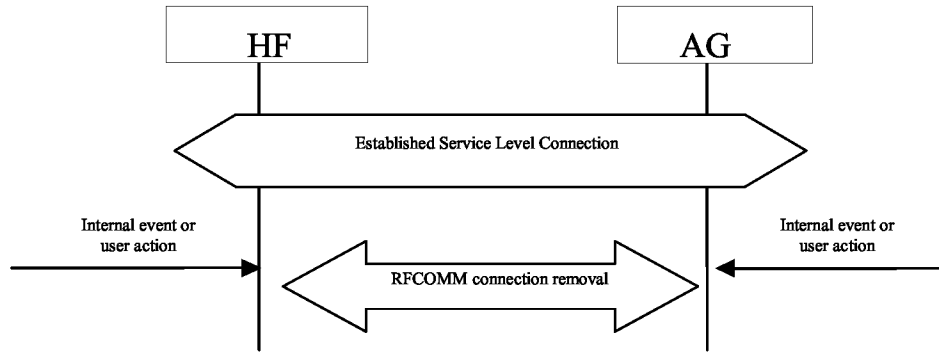 HF
AG
Established Service Level Connection
Internal event or
user action
Internal event or
user action
RFCOMM connection removal